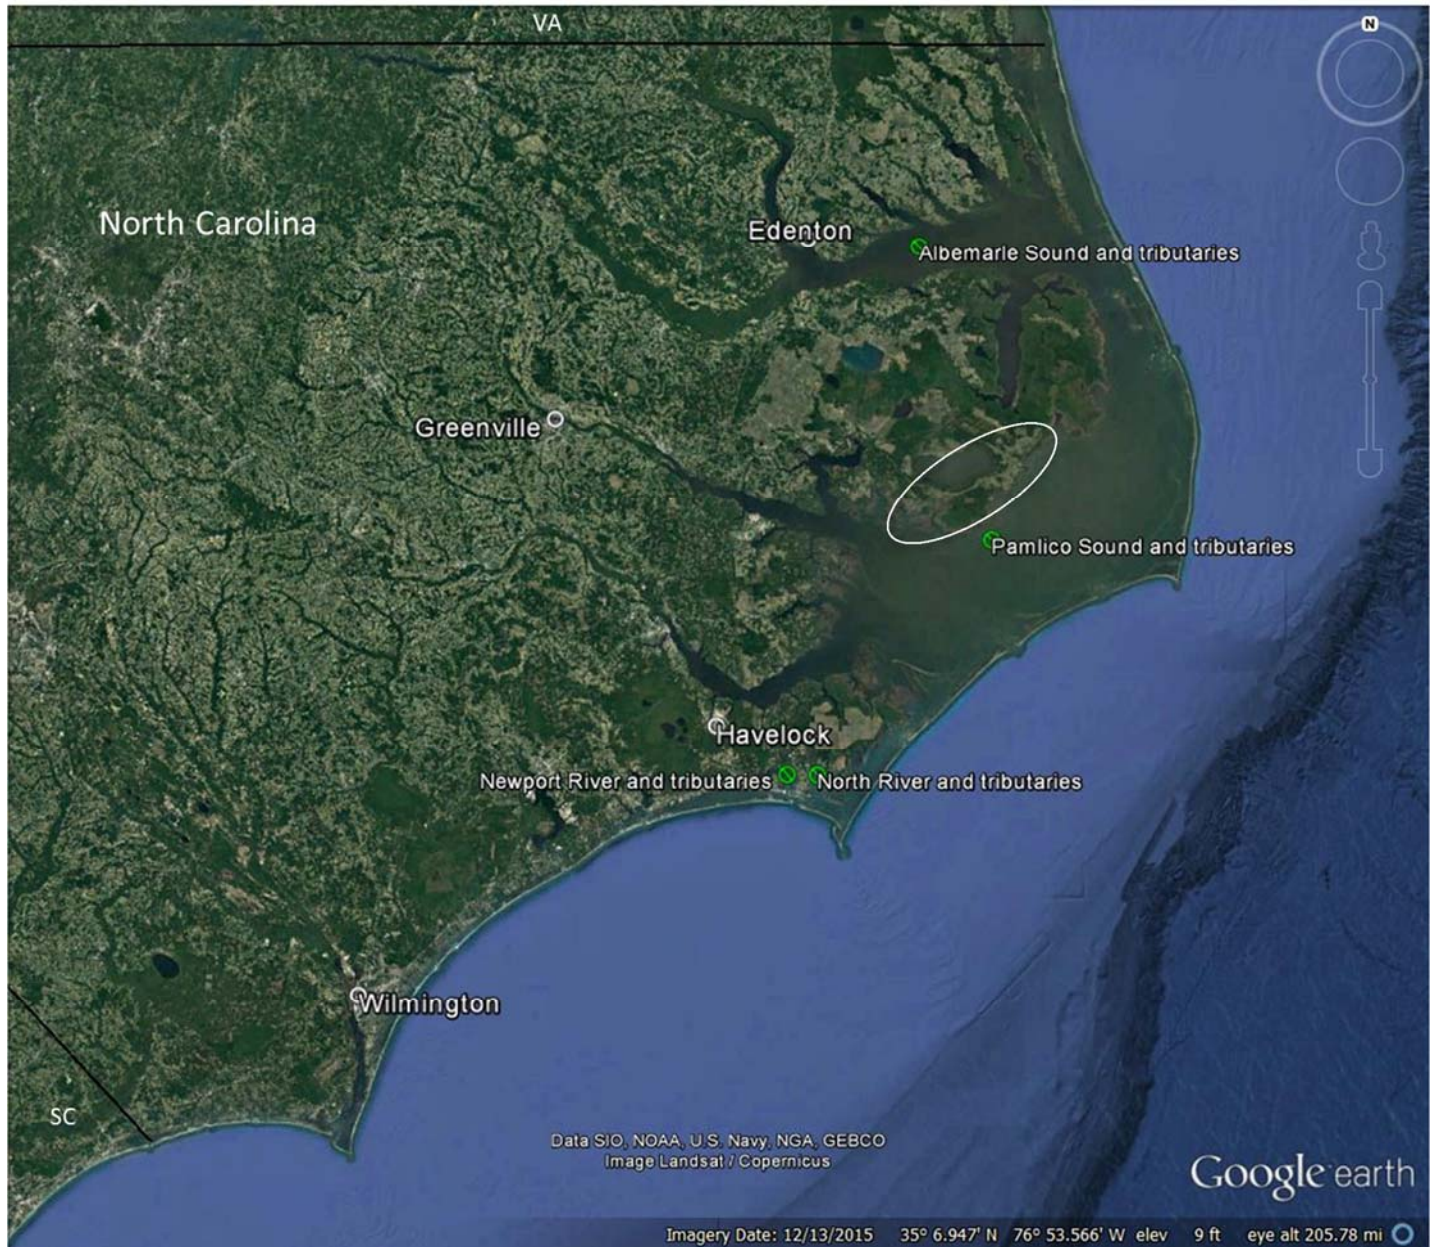 VA
N
North Carolina
Edenton
Albemarle Sound and tributaries
Greenville
Pamlico Sound and tributaries
Havelock
Newport River and tributaries
North River and tributaries
Wilmington
SC
Data SIO, NOAA, U.S. Navy, NGA, GEBCO
Image Landsat / Copernicus
Google earth
Imagery Date: 12/13/2015 35° 6.947' N 76° 53.566' W elev 9 ft eye alt 205.78 mi